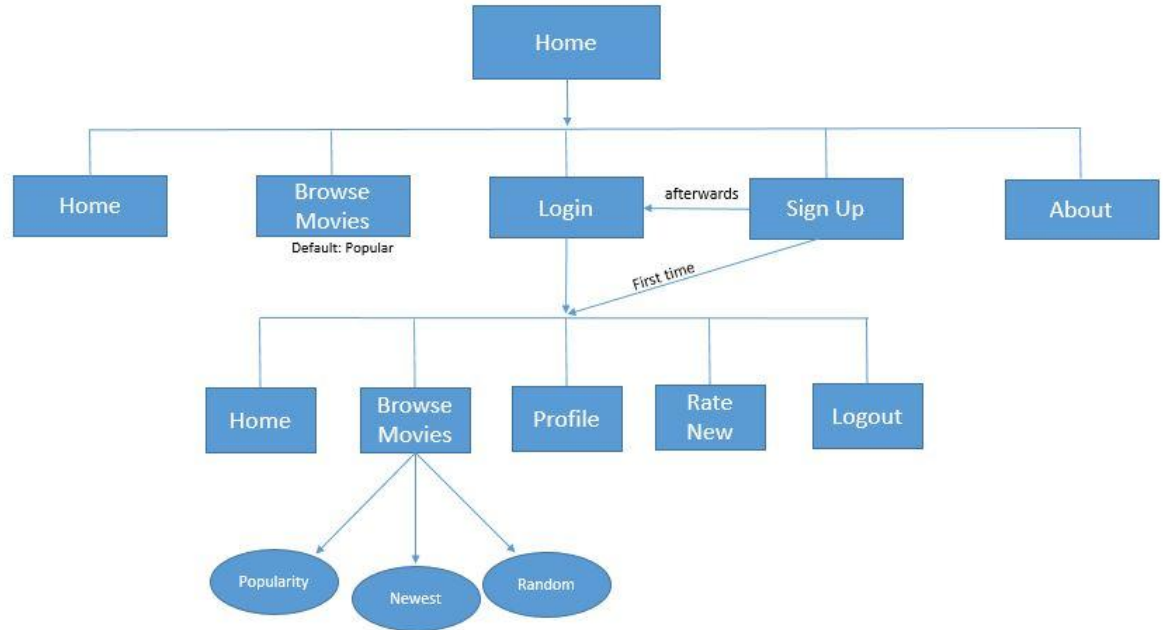 Home
Home
Browse
Movies
Default: Popular
Login
afterwards
Sign Up
About
First time
Home
Browse
Movies
Profile
Rate
New
Logout
Popularity
Newest
Random